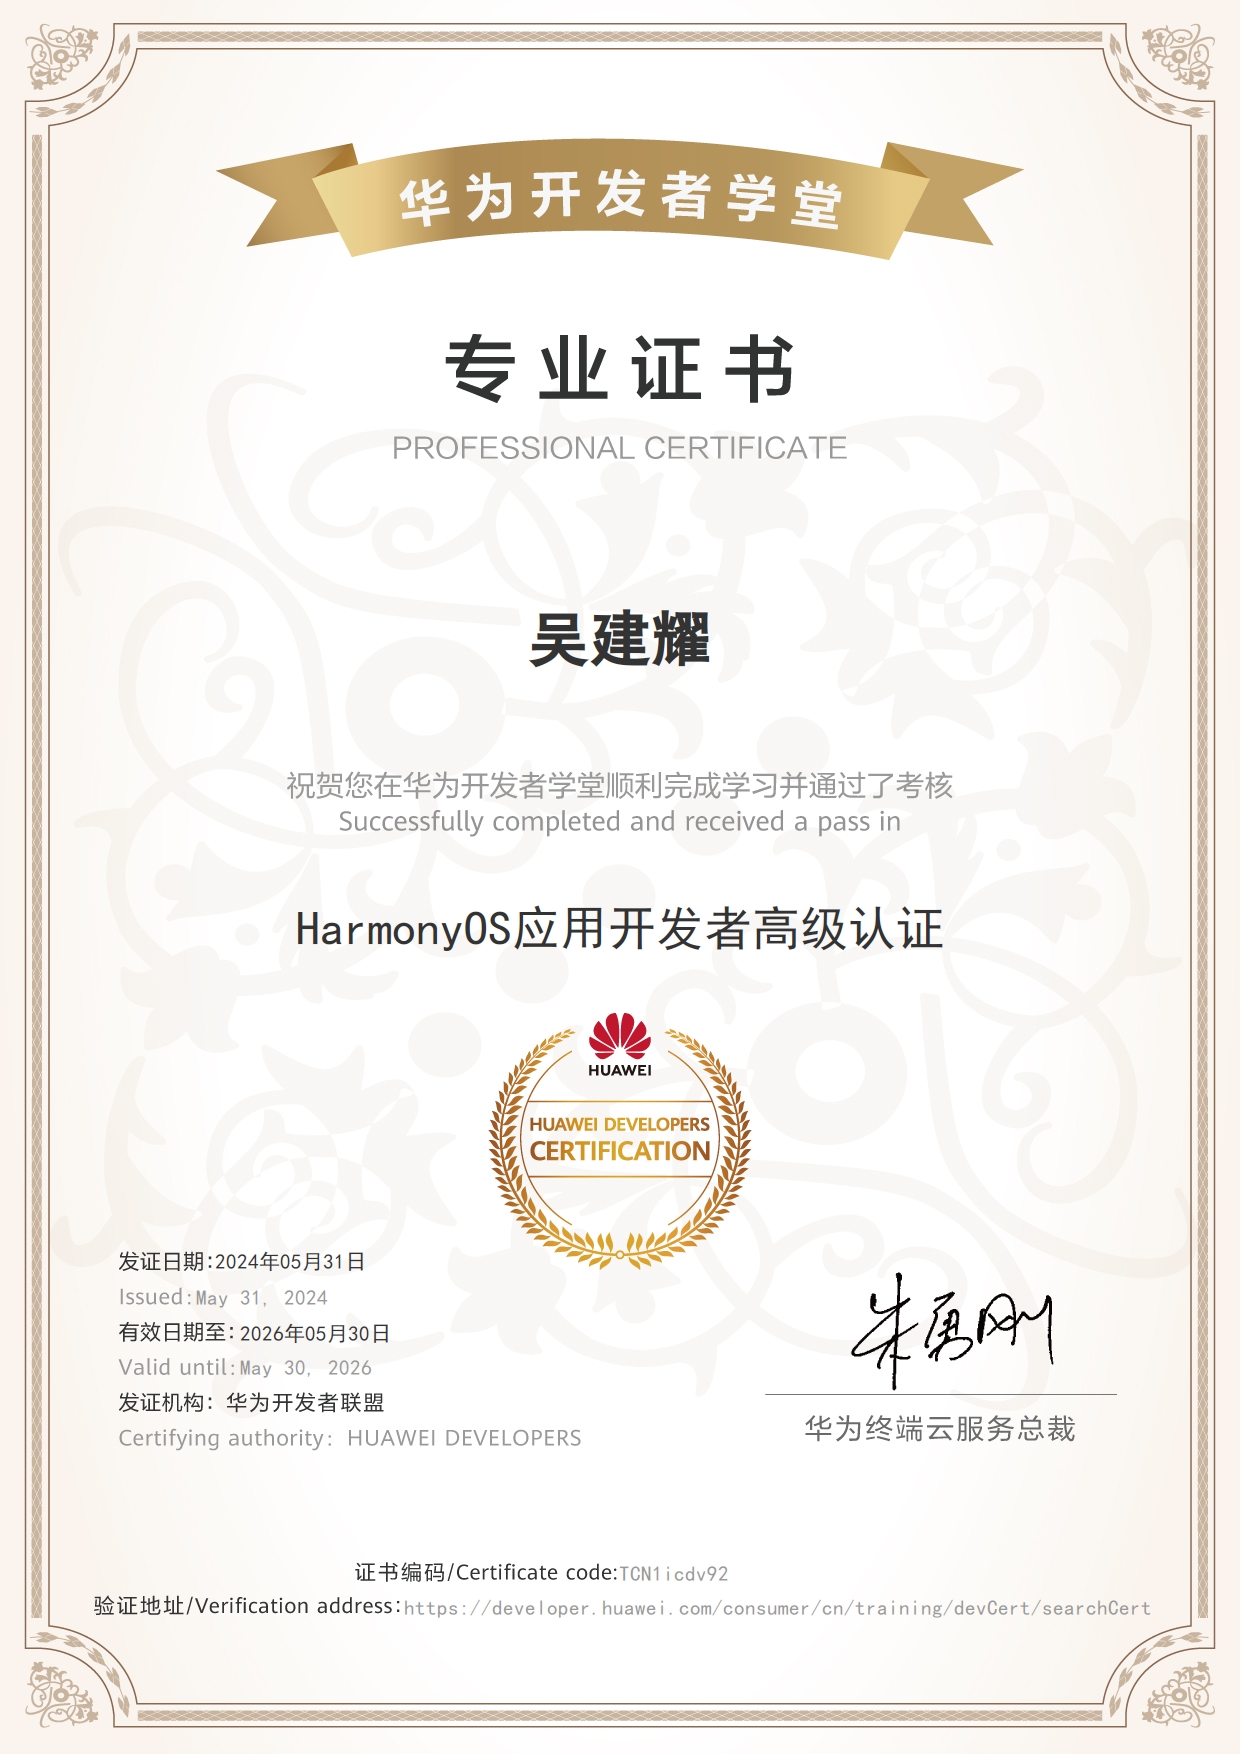 华为开发者学堂
专业证书
PROFESSIONAL CERTIFICATE
吴建耀
祝贺您在华为开发者学堂顺利完成学习并通过了考核
Successfully completed and received a pass in
HarmonyOS应用开发者高级认证
HUAWEI
HUAWEI DEVELOPERS
CERTIFICATION
发证日期:2024年05月31日
Issued:May 31, 2024
有效日期至:2026年05月30日
Valid until:May 30, 2026
发证机构: 华为开发者联盟
Certifying authority: HUAWEI DEVELOPERS
朱勇刚
华为终端云服务总裁
证书编码/Certificate code:TCN1icdv92
验证地址/Verification address:https://developer.huawei.com/consumer/cn/training/devCert/searchCert